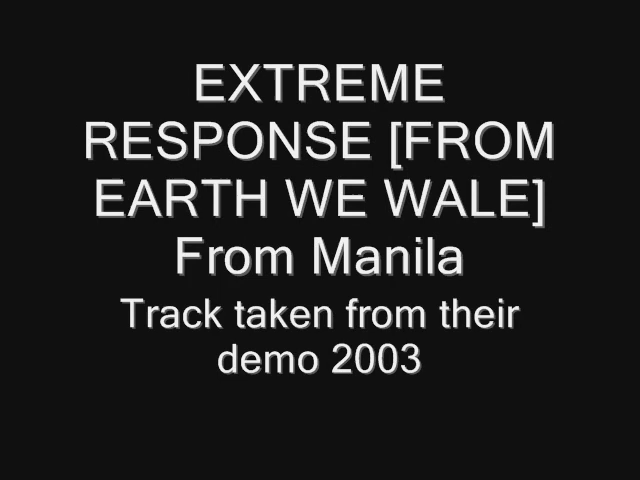 EXTREME
RESPONSE [FROM
EARTH WE WALE]
From Manila
Track taken from their
demo 2003